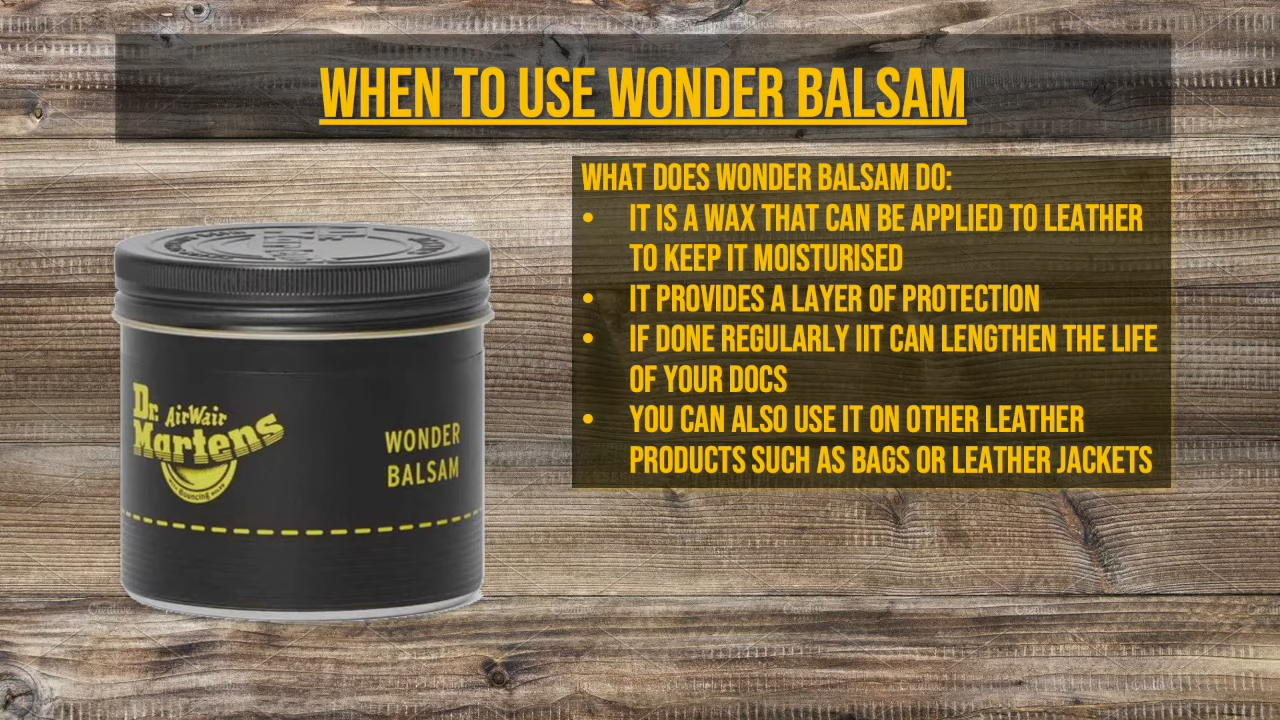 WHEN TO USE WONDER BALSAM
WHAT DOES WONDER BALSAM DO:
• IT IS A WAX THAT CAN BE APPLIED TO LEATHER
TO KEEP IT MOISTURISED
• IT PROVIDES A LAYER OF PROTECTION
• IF DONE REGULARLY IIT CAN LENGTHEN THE LIFE
OF YOUR DOCS
• YOU CAN ALSO USE IT ON OTHER LEATHER
PRODUCTS SUCH AS BAGS OR LEATHER JACKETS
Dr. AirWair
Martens
WITH Bouncing SOLES
WONDER
BALSAM